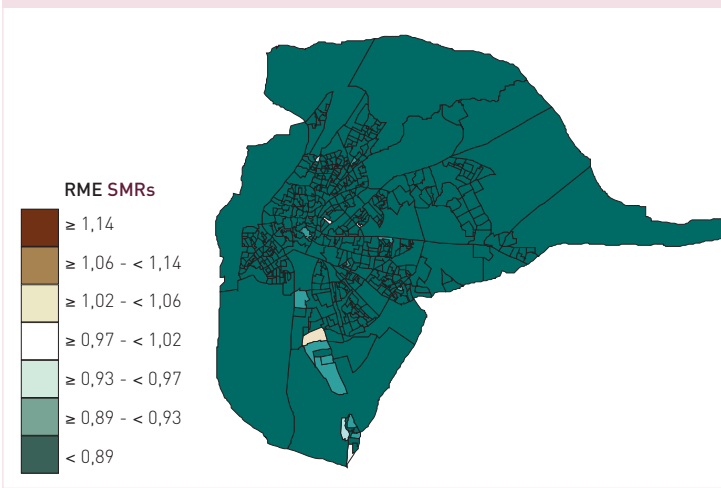 RME SMRs
≥ 1,14
≥ 1,06 - < 1,14
≥ 1,02 - < 1,06
≥ 0,97 - < 1,02
≥ 0,93 - < 0,97
≥ 0,89 - < 0,93
< 0,89